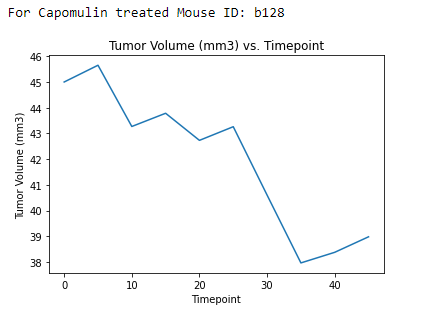 For Capomulin treated Mouse ID: b128
Tumor Volume (mm3) vs. Timepoint
Tumor Volume (mm3)
46
45
44
43
42
41
40
39
38
0 10 20 30 40
Timepoint